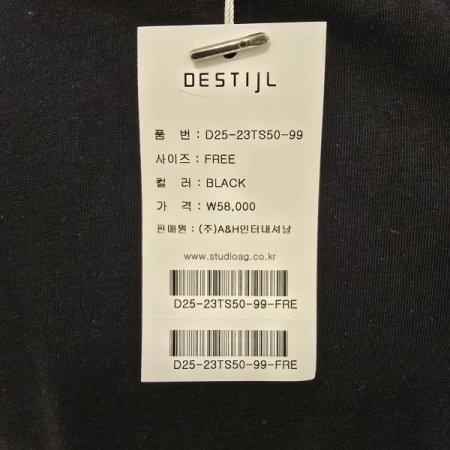 DESTIJL
품 번 : D25-23TS50-99
사이즈 : FREE
컬 러 : BLACK
가 격 : ₩58,000
판매원 : (주)A&H인터내셔날
www.studioag.co.kr
D25-23TS50-99-FRE
D25-23TS50-99-FRE